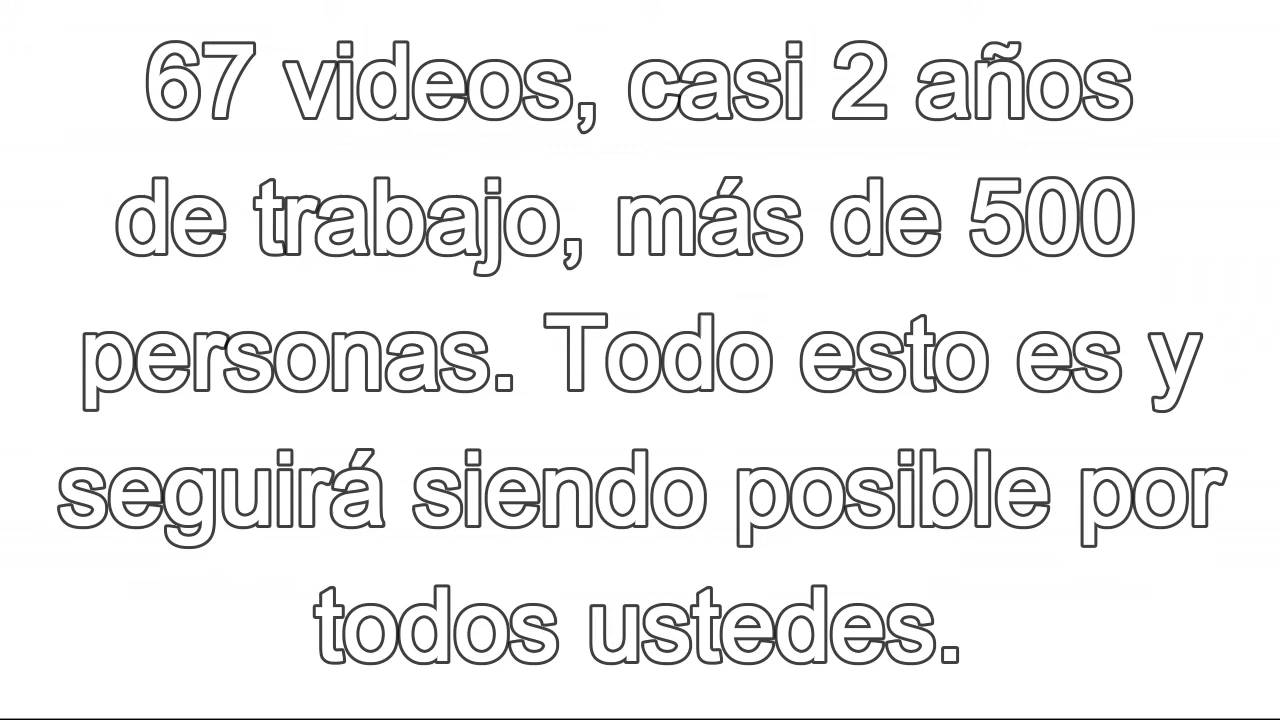 67 videos, casi 2 años
de trabajo, más de 500
personas. Todo esto es y
seguirá siendo posible por
todos ustedes.